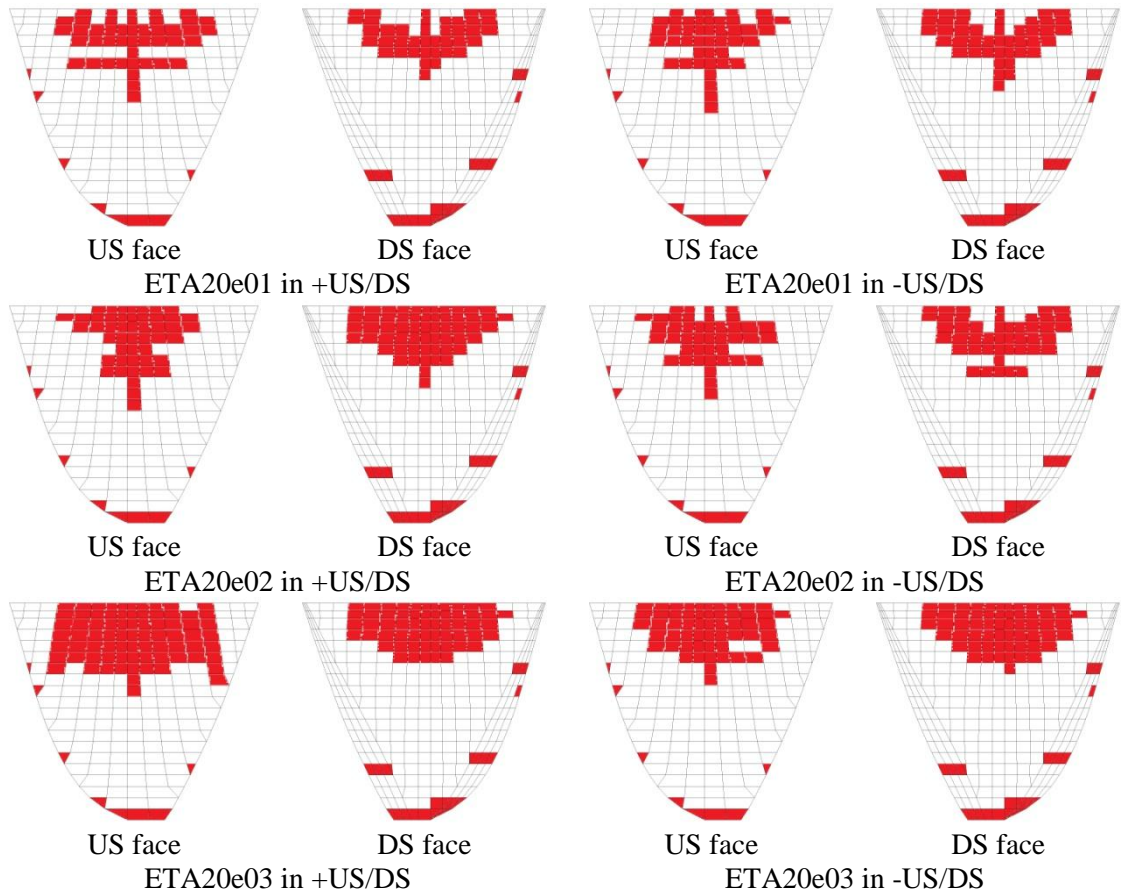 US face DS face US face DS face
ETA20e01 in +US/DS ETA20e01 in -US/DS
US face DS face US face DS face
ETA20e02 in +US/DS ETA20e02 in -US/DS
US face DS face US face DS face
ETA20e03 in +US/DS ETA20e03 in -US/DS